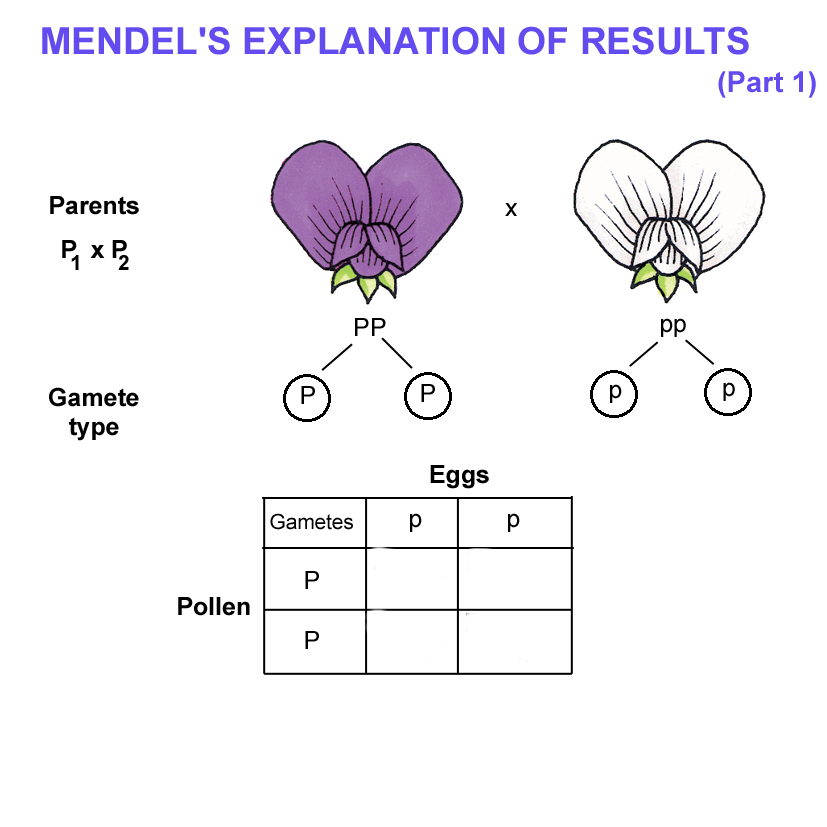 MENDEL'S EXPLANATION OF RESULTS
(Part 1)
Parents
x
P1 x P2
PP
pp
P
P
p
p
Gamete
type
Eggs
Gametes
p
p
P
Pollen
P